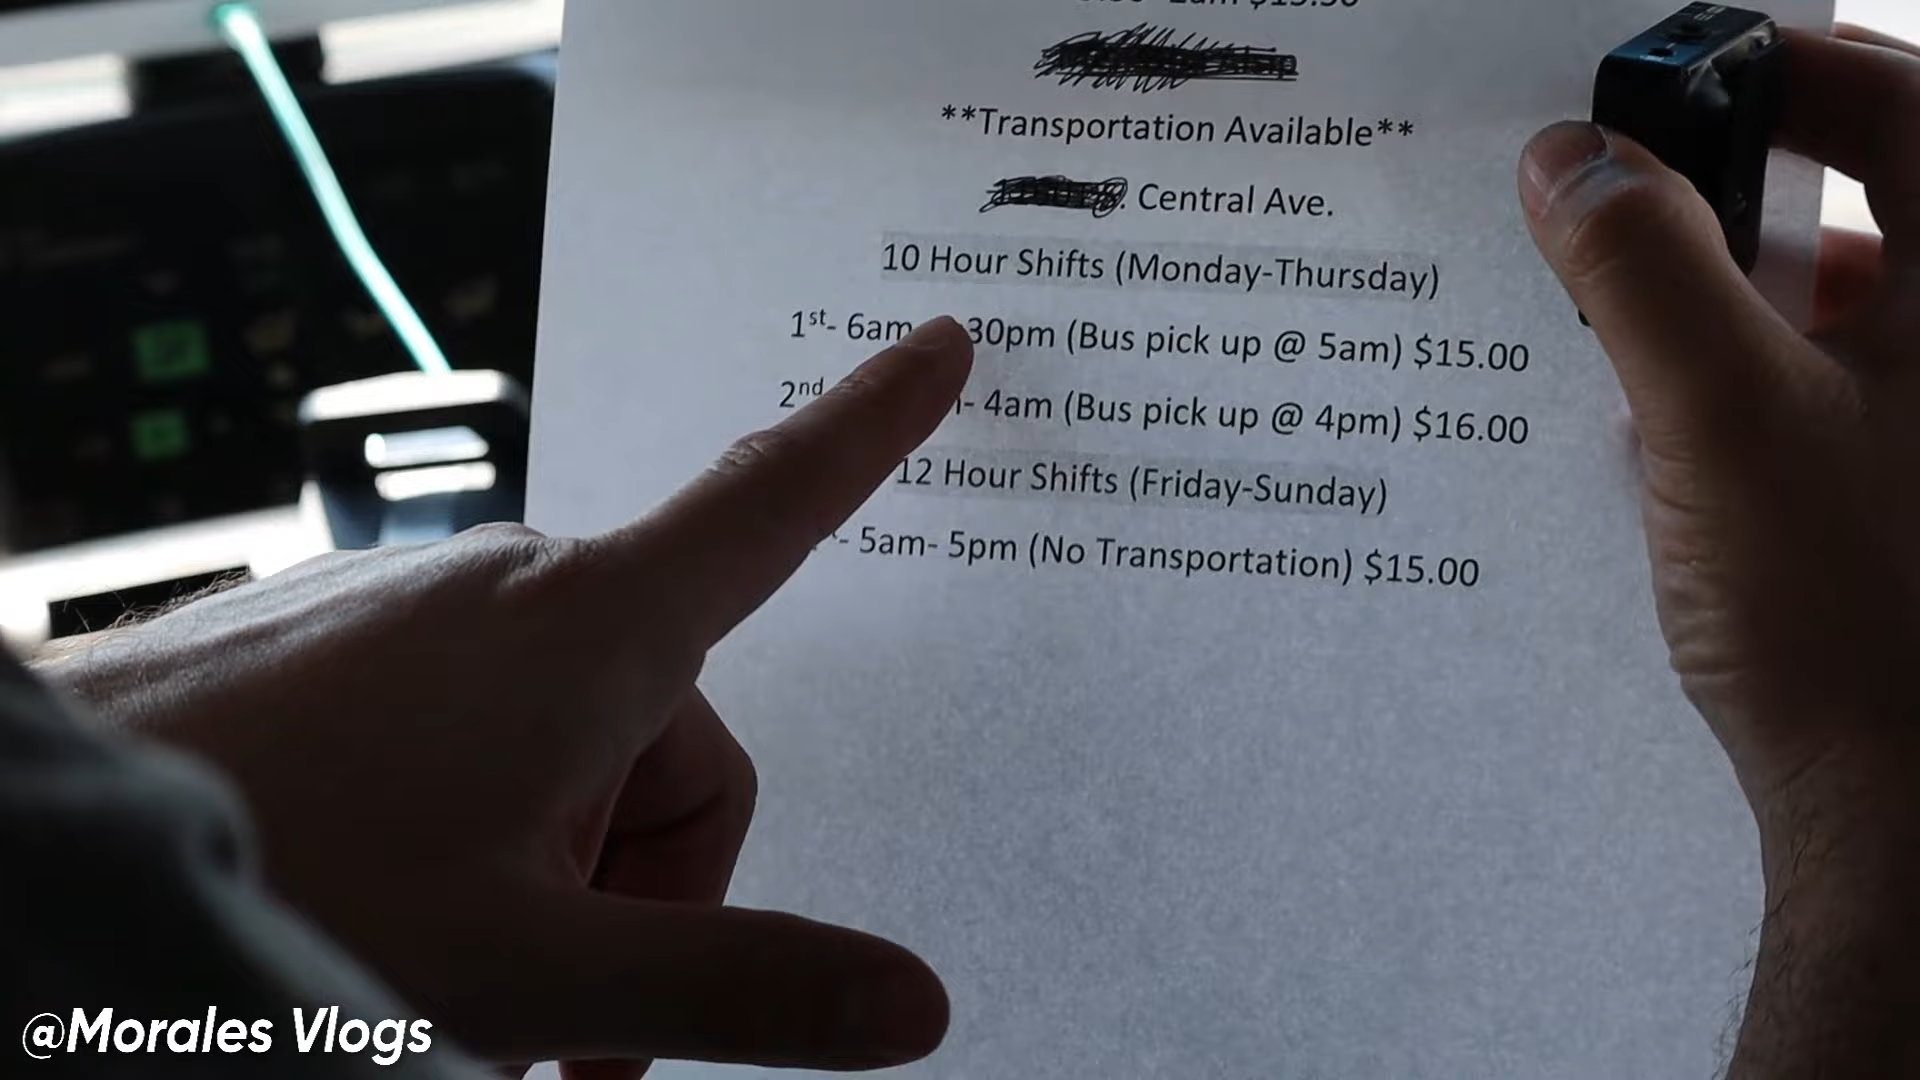 **Transportation Available**
Central Ave.
10 Hour Shifts (Monday-Thursday)
1st- 6am 30pm (Bus pick up @ 5am) $15.00
2nd - 4am (Bus pick up @ 4pm) $16.00
12 Hour Shifts (Friday-Sunday)
- 5am- 5pm (No Transportation) $15.00
@Morales Vlogs